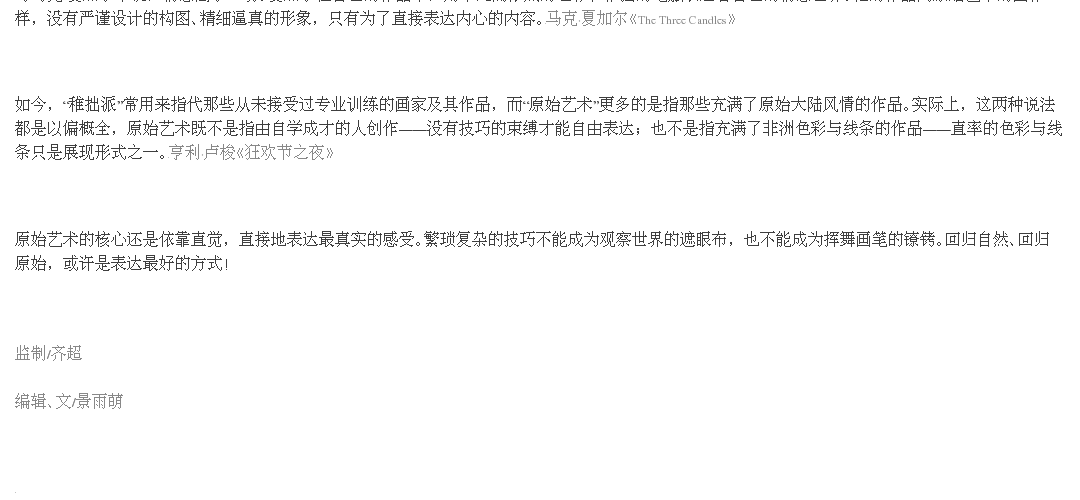 样，没有严谨设计的构图、精细逼真的形象，只有为了直接表达内心的内容。马克·夏加尔《The Three Candles》
如今，“稚拙派”常用来指代那些从未接受过专业训练的画家及其作品，而“原始艺术”更多的是指那些充满了原始大陆风情的作品。实际上，这两种说法
都是以偏概全，原始艺术既不是指由自学成才的人创作——没有技巧的束缚才能自由表达；也不是指充满了非洲色彩与线条的作品——直率的色彩与线
条只是展现形式之一。亨利·卢梭《狂欢节之夜》
原始艺术的核心还是依靠直觉，直接地表达最真实的感受。繁琐复杂的技巧不能成为观察世界的遮眼布，也不能成为挥舞画笔的镣铐。回归自然、回归
原始，或许是表达最好的方式！
监制/齐超
编辑、文/景雨萌